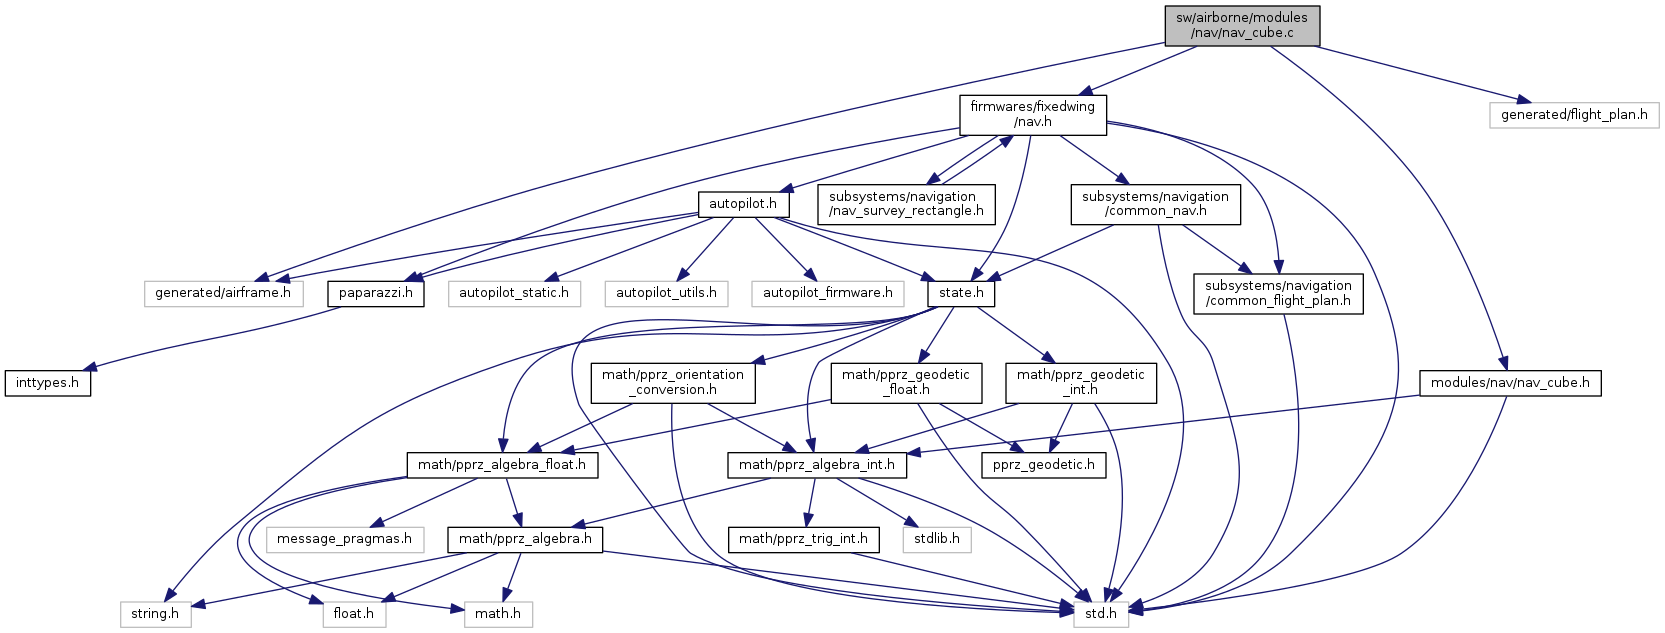 sw/airborne/modules
/nav/nav_cube.c
firmwares/fixedwing
/nav.h
generated/flight_plan.h
autopilot.h
subsystems/navigation
/nav_survey_rectangle.h
subsystems/navigation
/common_nav.h
generated/airframe.h
paparazzi.h
autopilot_static.h
autopilot_utils.h
autopilot_firmware.h
state.h
subsystems/navigation
/common_flight_plan.h
inttypes.h
math/pprz_orientation
_conversion.h
math/pprz_geodetic
_float.h
math/pprz_geodetic
_int.h
modules/nav/nav_cube.h
math/pprz_algebra_float.h
math/pprz_algebra_int.h
pprz_geodetic.h
message_pragmas.h
math/pprz_algebra.h
math/pprz_trig_int.h
stdlib.h
string.h
float.h
math.h
std.h